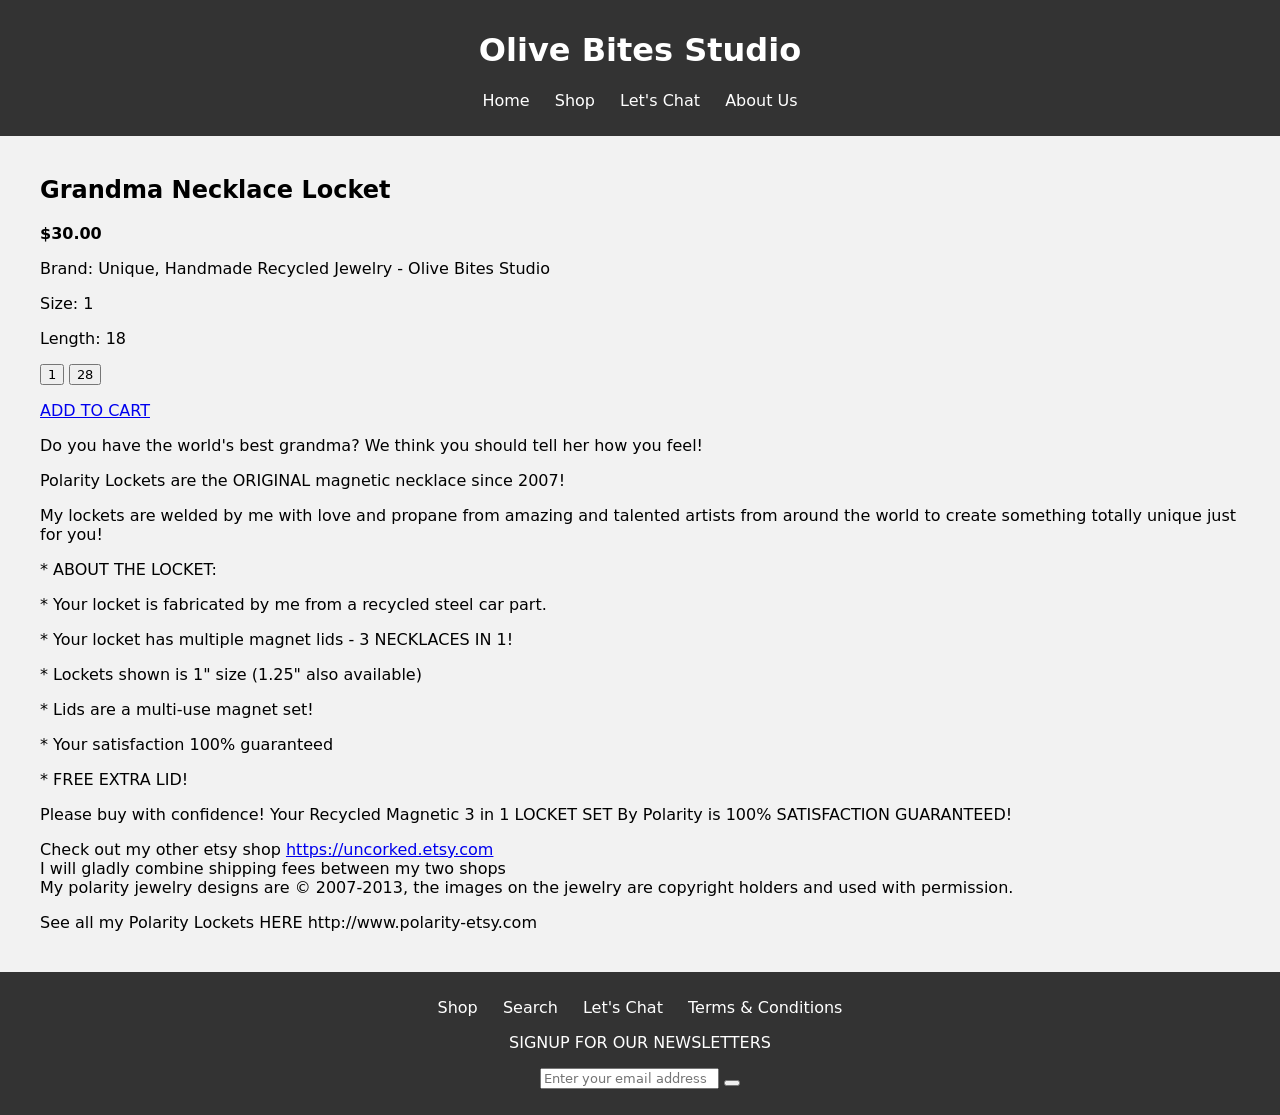 Olive Bites Studio
Home Shop Let's Chat About Us
Grandma Necklace Locket
$30.00
Brand: Unique, Handmade Recycled Jewelry - Olive Bites Studio
Size: 1
Length: 18
1 28
ADD TO CART
Do you have the world's best grandma? We think you should tell her how you feel!
Polarity Lockets are the ORIGINAL magnetic necklace since 2007!
My lockets are welded by me with love and propane from amazing and talented artists from around the world to create something totally unique just
for you!
* ABOUT THE LOCKET:
* Your locket is fabricated by me from a recycled steel car part.
* Your locket has multiple magnet lids - 3 NECKLACES IN 1!
* Lockets shown is 1" size (1.25" also available)
* Lids are a multi-use magnet set!
* Your satisfaction 100% guaranteed
* FREE EXTRA LID!
Please buy with confidence! Your Recycled Magnetic 3 in 1 LOCKET SET By Polarity is 100% SATISFACTION GUARANTEED!
Check out my other etsy shop https://uncorked.etsy.com
I will gladly combine shipping fees between my two shops
My polarity jewelry designs are © 2007-2013, the images on the jewelry are copyright holders and used with permission.
See all my Polarity Lockets HERE http://www.polarity-etsy.com
Shop Search Let's Chat Terms & Conditions
SIGNUP FOR OUR NEWSLETTERS
Enter your email address